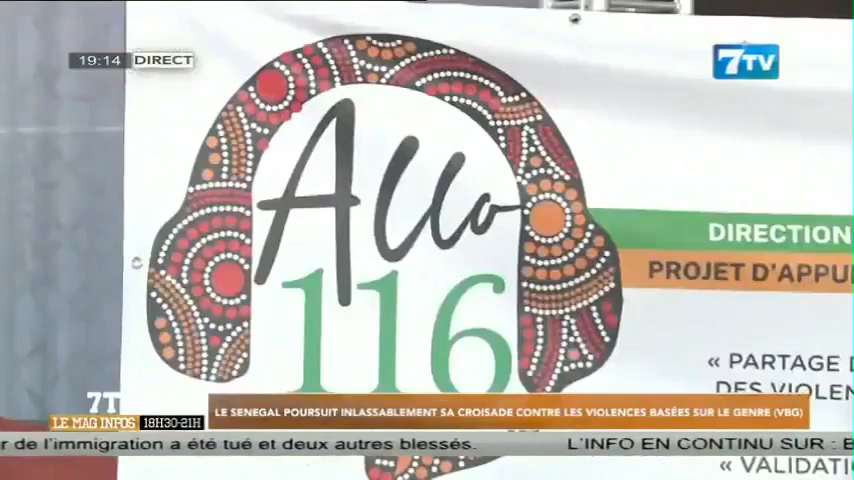 19:14 DIRECT
7TV
Allo
116
DIRECTION
PROJET D'APPU
« PARTAGE
DES VIOLEN
7T
LE SENEGAL POURSUIT INLASSABLEMENT SA CROISADE CONTRE LES VIOLENCES BASÉES SUR LE GENRE (VBG)
LE MAG INFOS 18H30-21H
r de l'immigration a été tué et deux autres blessés. L'INFO EN CONTINU SUR : B
« VALIDATI